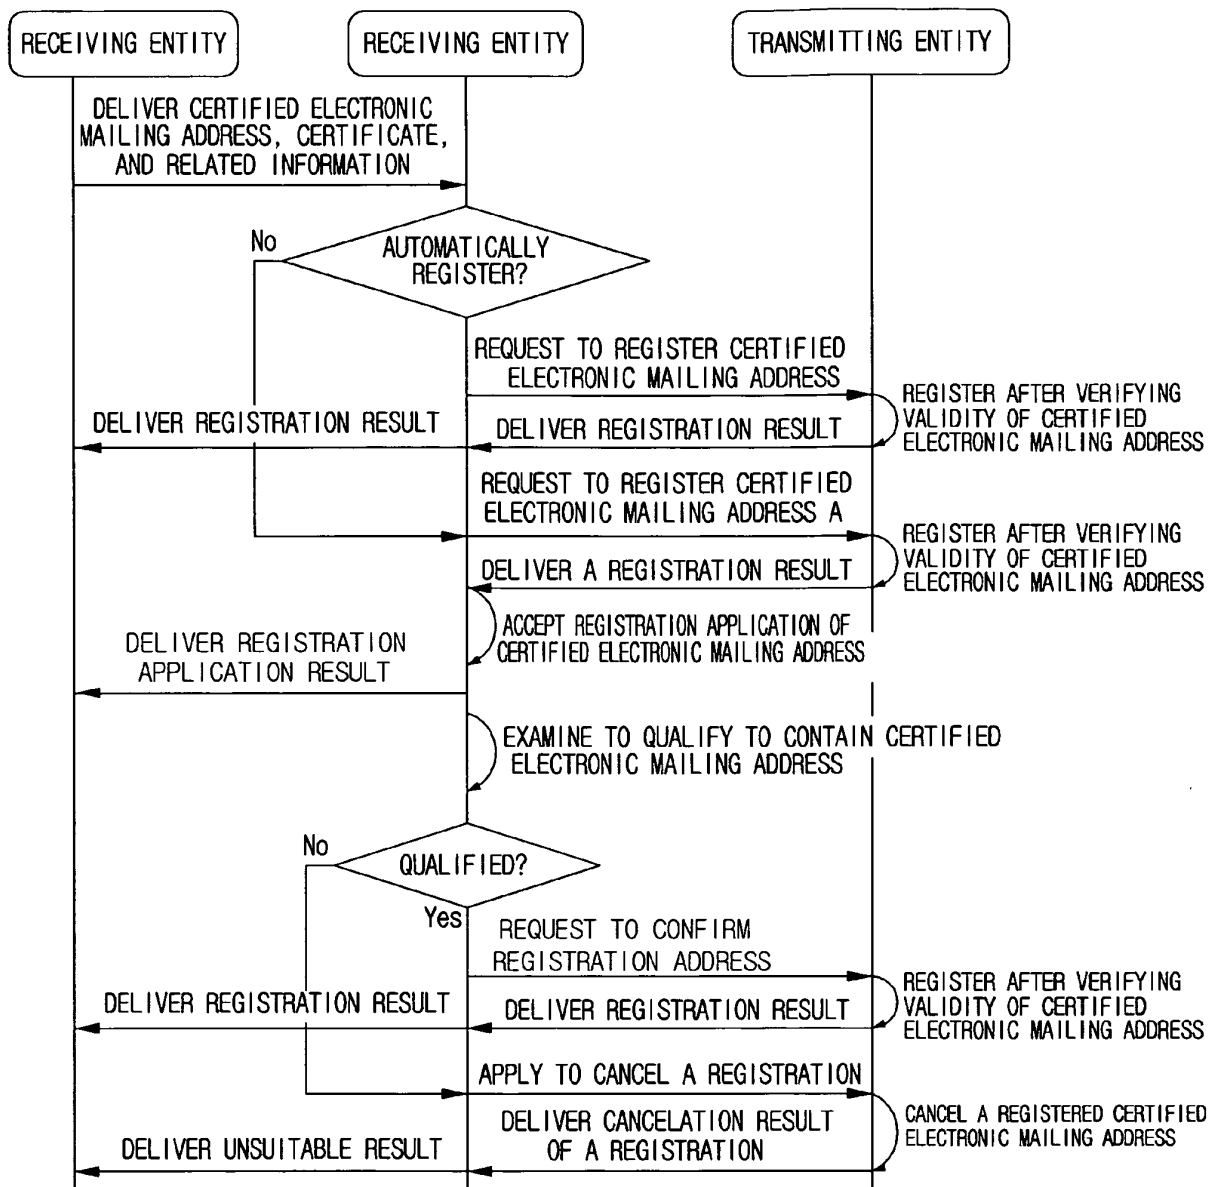 RECEIVING ENTITY
RECEIVING ENTITY
TRANSMITTING ENTITY
DELIVER CERTIFIED ELECTRONIC
MAILING ADDRESS, CERTIFICATE,
AND RELATED INFORMATION
No
AUTOMATICALLY
REGISTER?
REQUEST TO REGISTER CERTIFIED
ELECTRONIC MAILING ADDRESS
REGISTER AFTER VERIFYING
VALIDITY OF CERTIFIED
ELECTRONIC MAILING ADDRESS
DELIVER REGISTRATION RESULT
DELIVER REGISTRATION RESULT
REQUEST TO REGISTER CERTIFIED
ELECTRONIC MAILING ADDRESS A
REGISTER AFTER VERIFYING
VALIDITY OF CERTIFIED
ELECTRONIC MAILING ADDRESS
DELIVER A REGISTRATION RESULT
ACCEPT REGISTRATION APPLICATION OF
CERTIFIED ELECTRONIC MAILING ADDRESS
DELIVER REGISTRATION
APPLICATION RESULT
EXAMINE TO QUALIFY TO CONTAIN CERTIFIED
ELECTRONIC MAILING ADDRESS
No
QUALIFIED?
Yes
REQUEST TO CONFIRM
REGISTRATION ADDRESS
REGISTER AFTER VERIFYING
VALIDITY OF CERTIFIED
ELECTRONIC MAILING ADDRESS
DELIVER REGISTRATION RESULT
DELIVER REGISTRATION RESULT
APPLY TO CANCEL A REGISTRATION
CANCEL A REGISTERED CERTIFIED
ELECTRONIC MAILING ADDRESS
DELIVER CANCELATION RESULT
OF A REGISTRATION
DELIVER UNSUITABLE RESULT